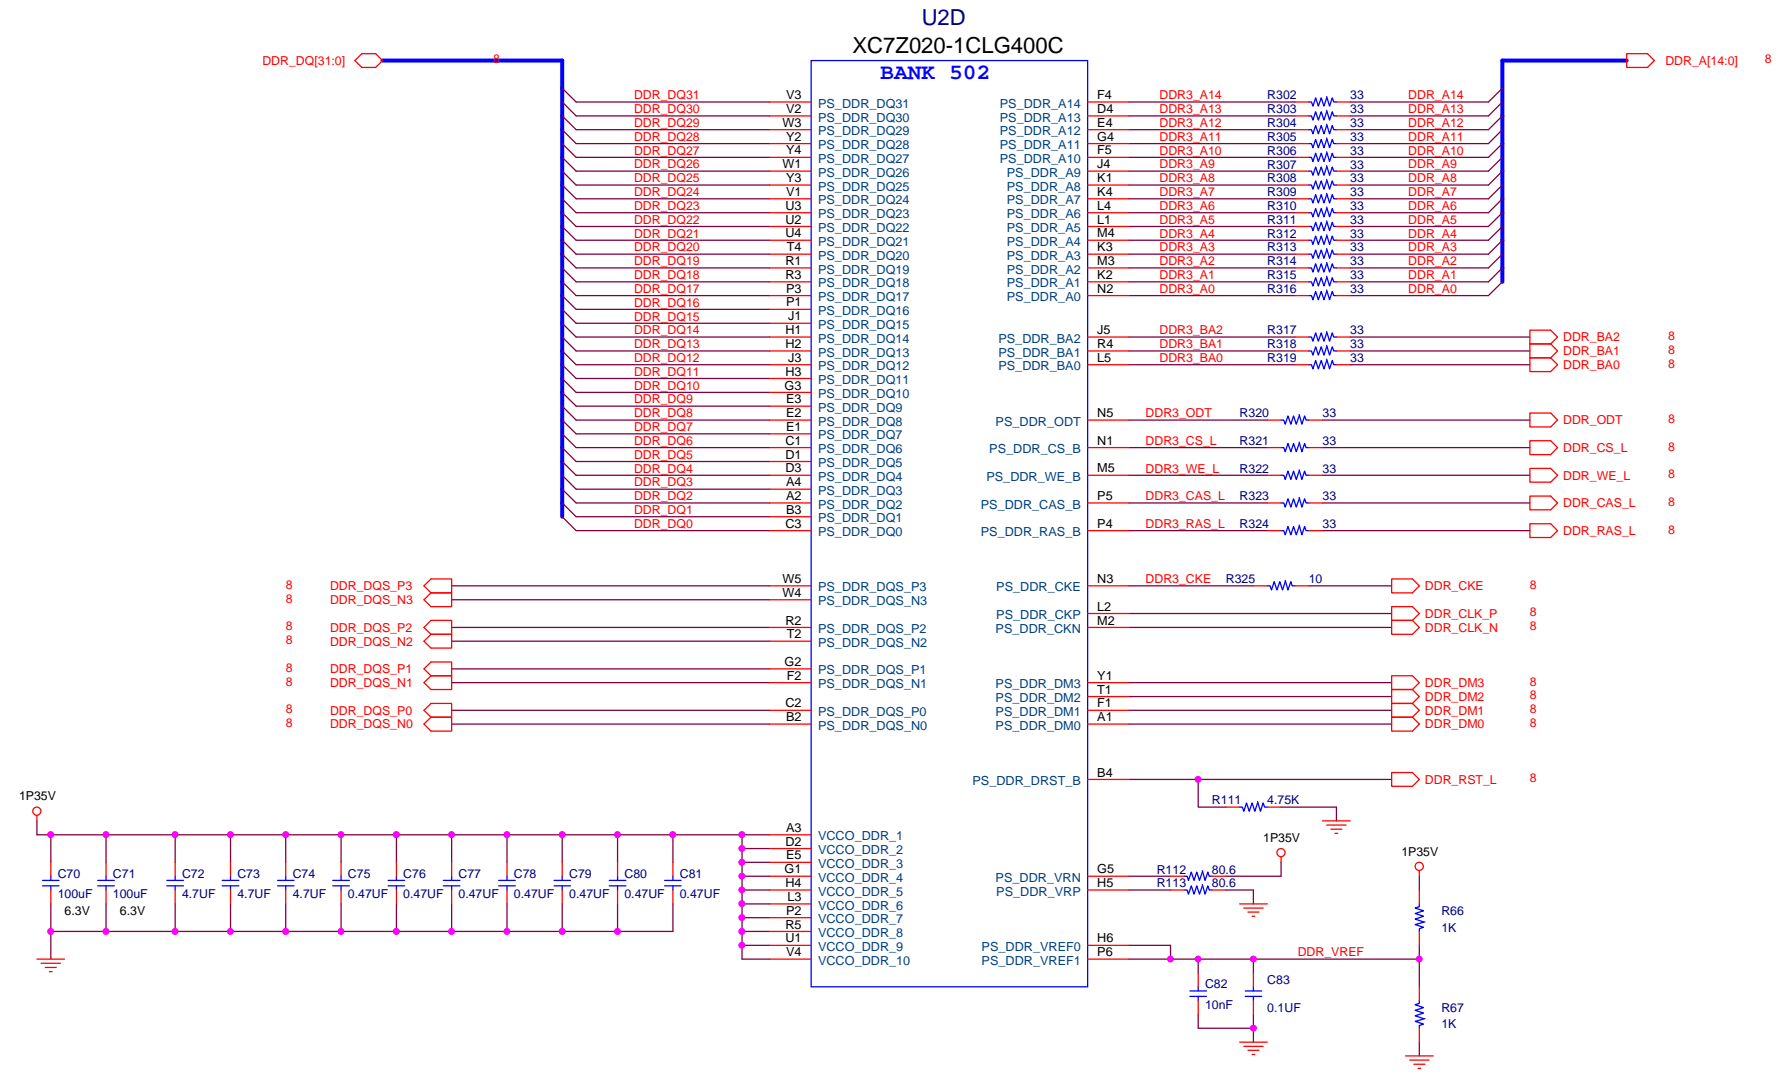 U2D
XC7Z020-1CLG400C
BANK 502
DDR_DQ[31:0] 8
DDR_A[14:0] 8
DDR_DQ31 V3 PS_DDR_DQ31
DDR_DQ30 V2 PS_DDR_DQ30
DDR_DQ29 W3 PS_DDR_DQ29
DDR_DQ28 Y2 PS_DDR_DQ28
DDR_DQ27 Y4 PS_DDR_DQ27
DDR_DQ26 W1 PS_DDR_DQ26
DDR_DQ25 Y3 PS_DDR_DQ25
DDR_DQ24 V1 PS_DDR_DQ24
DDR_DQ23 U3 PS_DDR_DQ23
DDR_DQ22 U2 PS_DDR_DQ22
DDR_DQ21 U4 PS_DDR_DQ21
DDR_DQ20 T4 PS_DDR_DQ20
DDR_DQ19 R1 PS_DDR_DQ19
DDR_DQ18 R3 PS_DDR_DQ18
DDR_DQ17 P3 PS_DDR_DQ17
DDR_DQ16 P1 PS_DDR_DQ16
DDR_DQ15 J1 PS_DDR_DQ15
DDR_DQ14 H1 PS_DDR_DQ14
DDR_DQ13 H2 PS_DDR_DQ13
DDR_DQ12 J3 PS_DDR_DQ12
DDR_DQ11 H3 PS_DDR_DQ11
DDR_DQ10 G3 PS_DDR_DQ10
DDR_DQ9 E3 PS_DDR_DQ9
DDR_DQ8 E2 PS_DDR_DQ8
DDR_DQ7 E1 PS_DDR_DQ7
DDR_DQ6 C1 PS_DDR_DQ6
DDR_DQ5 D1 PS_DDR_DQ5
DDR_DQ4 D3 PS_DDR_DQ4
DDR_DQ3 A4 PS_DDR_DQ3
DDR_DQ2 A2 PS_DDR_DQ2
DDR_DQ1 B3 PS_DDR_DQ1
DDR_DQ0 C3 PS_DDR_DQ0
8 DDR_DQS_P3 W5 PS_DDR_DQS_P3
8 DDR_DQS_N3 W4 PS_DDR_DQS_N3
8 DDR_DQS_P2 R2 PS_DDR_DQS_P2
8 DDR_DQS_N2 T2 PS_DDR_DQS_N2
8 DDR_DQS_P1 G2 PS_DDR_DQS_P1
8 DDR_DQS_N1 F2 PS_DDR_DQS_N1
8 DDR_DQS_P0 C2 PS_DDR_DQS_P0
8 DDR_DQS_N0 B2 PS_DDR_DQS_N0
1P35V
A3 VCCO_DDR_1
D2 VCCO_DDR_2
E5 VCCO_DDR_3
G1 VCCO_DDR_4
H4 VCCO_DDR_5
L3 VCCO_DDR_6
P2 VCCO_DDR_7
R5 VCCO_DDR_8
U1 VCCO_DDR_9
V4 VCCO_DDR_10
C70 C71 C72 C73 C74 C75 C76 C77 C78 C79 C80 C81
100uF 100uF 4.7UF 4.7UF 4.7UF 0.47UF 0.47UF 0.47UF 0.47UF 0.47UF 0.47UF 0.47UF
6.3V 6.3V
PS_DDR_A14 F4 DDR3_A14 R302 33 DDR_A14
PS_DDR_A13 D4 DDR3_A13 R303 33 DDR_A13
PS_DDR_A12 E4 DDR3_A12 R304 33 DDR_A12
PS_DDR_A11 G4 DDR3_A11 R305 33 DDR_A11
PS_DDR_A10 F5 DDR3_A10 R306 33 DDR_A10
PS_DDR_A9 J4 DDR3_A9 R307 33 DDR_A9
PS_DDR_A8 K1 DDR3_A8 R308 33 DDR_A8
PS_DDR_A7 K4 DDR3_A7 R309 33 DDR_A7
PS_DDR_A6 L4 DDR3_A6 R310 33 DDR_A6
PS_DDR_A5 L1 DDR3_A5 R311 33 DDR_A5
PS_DDR_A4 M4 DDR3_A4 R312 33 DDR_A4
PS_DDR_A3 K3 DDR3_A3 R313 33 DDR_A3
PS_DDR_A2 M3 DDR3_A2 R314 33 DDR_A2
PS_DDR_A1 K2 DDR3_A1 R315 33 DDR_A1
PS_DDR_A0 N2 DDR3_A0 R316 33 DDR_A0
PS_DDR_BA2 J5 DDR3_BA2 R317 33 DDR_BA2 8
PS_DDR_BA1 R4 DDR3_BA1 R318 33 DDR_BA1 8
PS_DDR_BA0 L5 DDR3_BA0 R319 33 DDR_BA0 8
PS_DDR_ODT N5 DDR3_ODT R320 33 DDR_ODT 8
PS_DDR_CS_B N1 DDR3_CS_L R321 33 DDR_CS_L 8
PS_DDR_WE_B M5 DDR3_WE_L R322 33 DDR_WE_L 8
PS_DDR_CAS_B P5 DDR3_CAS_L R323 33 DDR_CAS_L 8
PS_DDR_RAS_B P4 DDR3_RAS_L R324 33 DDR_RAS_L 8
PS_DDR_CKE N3 DDR3_CKE R325 10 DDR_CKE 8
PS_DDR_CKP L2 DDR_CLK_P 8
PS_DDR_CKN M2 DDR_CLK_N 8
PS_DDR_DM3 Y1 DDR_DM3 8
PS_DDR_DM2 T1 DDR_DM2 8
PS_DDR_DM1 F1 DDR_DM1 8
PS_DDR_DM0 A1 DDR_DM0 8
PS_DDR_DRST_B B4 DDR_RST_L 8
R111 4.75K
1P35V
1P35V
PS_DDR_VRN G5 R112 80.6
PS_DDR_VRP H5 R113 80.6
R66
1K
PS_DDR_VREF0 H6
PS_DDR_VREF1 P6 DDR_VREF
C82 C83
10nF 0.1UF
R67
1K